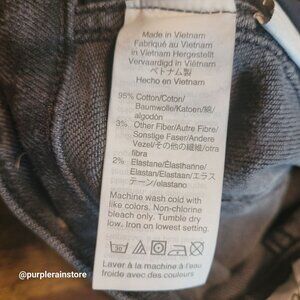 Made in Vietnam
Fabriqué au Vietnam
in Vietnam Hergestellt
Vervaardigd in Viêtnam
ベトナム製
Hecho en Vietnam
95% Cotton/Coton/
Baumwolle/Katoen/綿/
algodón
3% Other Fiber/Autre Fibre/
Sonstige Faser/Andere
Vezel/その他の繊維/otra
fibra
2% Elastane/Élasthanne/
Elastan/Elastaan/エラス
テーン/elastano
Machine wash cold with
like colors. Non-chlorine
bleach only. Tumble dry
low. Iron on lowest setting.
30
Laver à la machine à l'eau
froide avec des couleurs
@purplerainstore